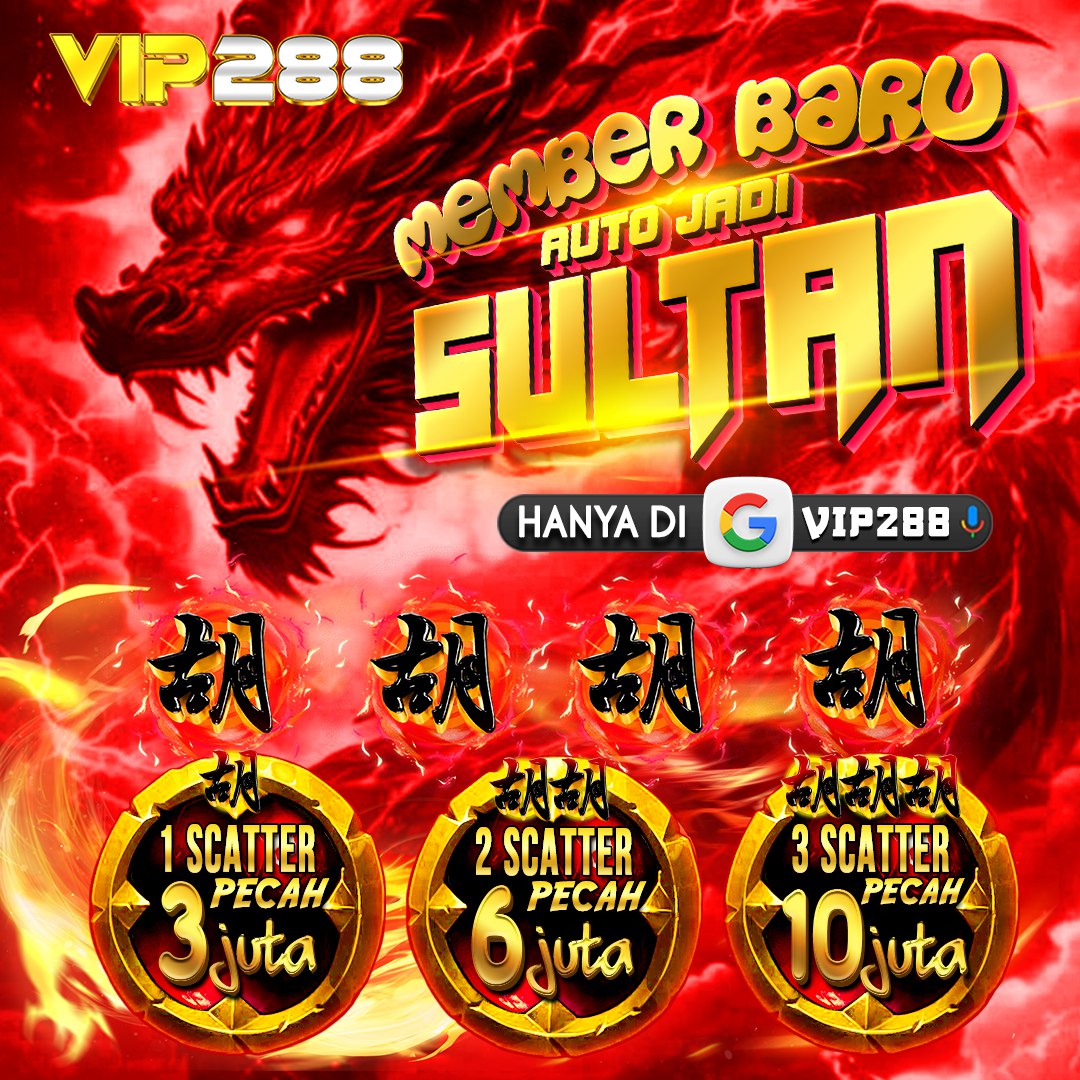 VIP288
MEMBER BARU
AUTO JADI
SULTAN
HANYA DI G VIP288
胡 胡 胡 胡
胡
1 SCATTER
PECAH
3 juta
胡胡
2 SCATTER
PECAH
6 juta
胡胡胡
3 SCATTER
PECAH
10 juta